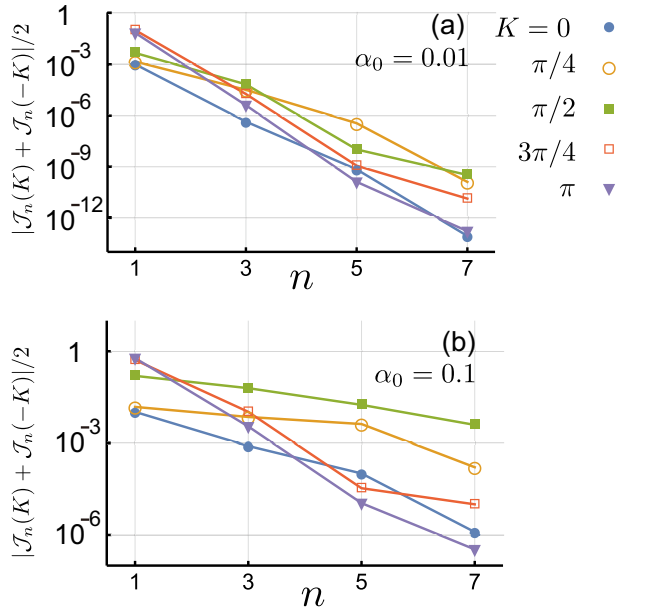 (a)
α₀ = 0.01
|𝒥ₙ(K) + 𝒥ₙ(−K)|/2
1
10⁻³
10⁻⁶
10⁻⁹
10⁻¹²
1 3 5 7
n
K = 0
π/4
π/2
3π/4
π
(b)
α₀ = 0.1
|𝒥ₙ(K) + 𝒥ₙ(−K)|/2
1
10⁻³
10⁻⁶
1 3 5 7
n